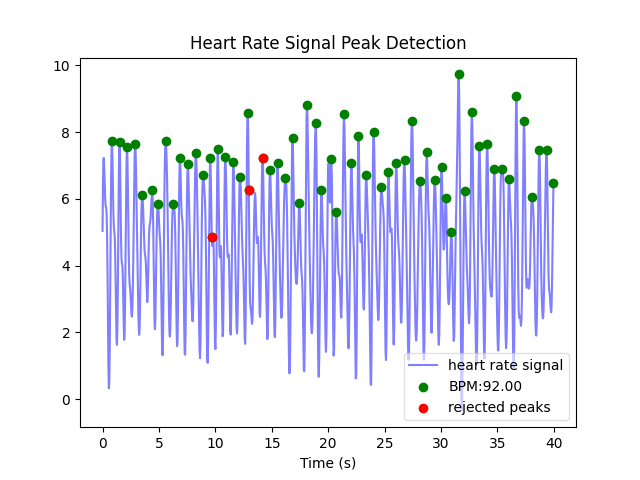 Heart Rate Signal Peak Detection
10
8
6
4
2
0
heart rate signal
BPM:92.00
rejected peaks
0 5 10 15 20 25 30 35 40
Time (s)